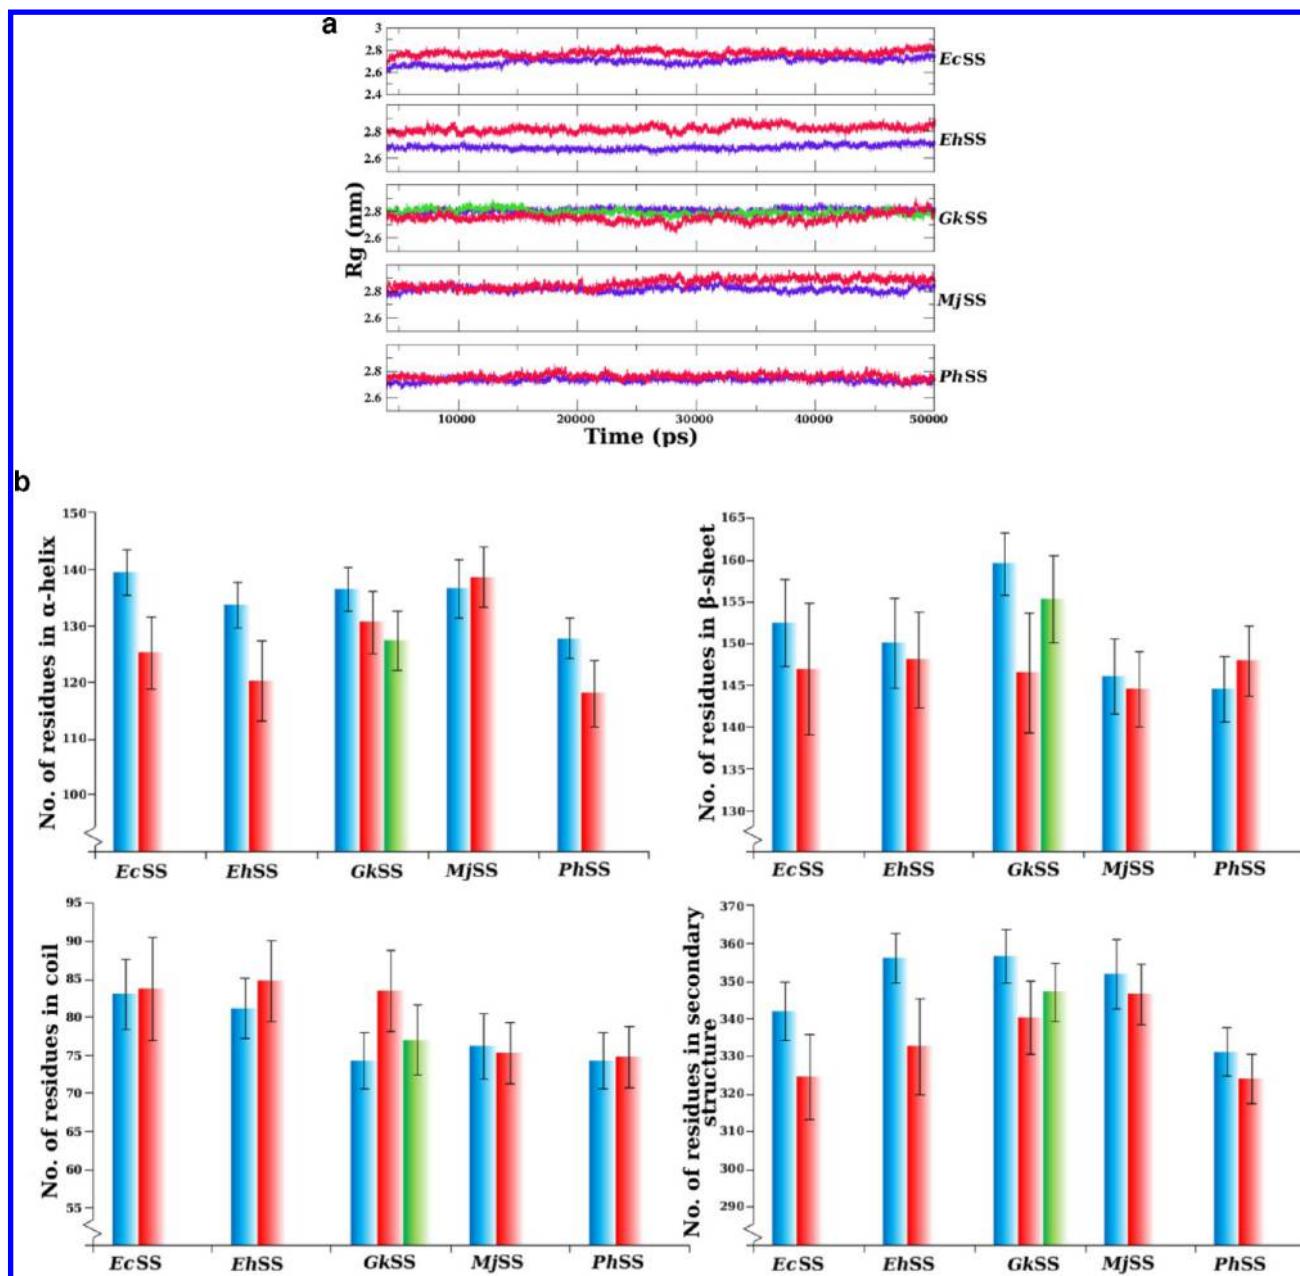 a
Rg (nm)
3
2.8
2.6
2.4
EcSS
2.8
2.6
EhSS
2.8
2.6
GkSS
2.8
2.6
MjSS
2.8
2.6
PhSS
10000 20000 30000 40000 50000
Time (ps)
b
No. of residues in α-helix
150
140
130
120
110
100
EcSS EhSS GkSS MjSS PhSS
No. of residues in β-sheet
165
160
155
150
145
140
135
130
EcSS EhSS GkSS MjSS PhSS
No. of residues in coil
95
90
85
80
75
70
65
60
55
EcSS EhSS GkSS MjSS PhSS
No. of residues in secondary
structure
370
360
350
340
330
320
310
300
290
EcSS EhSS GkSS MjSS PhSS